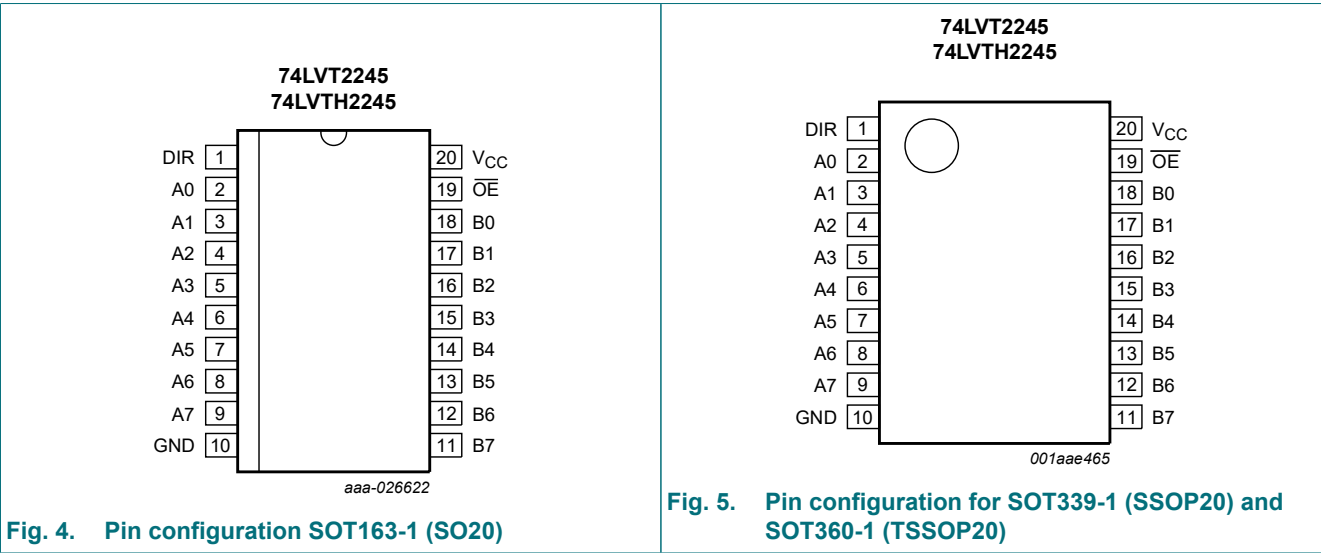 74LVT2245
74LVTH2245
DIR 1
A0 2
A1 3
A2 4
A3 5
A4 6
A5 7
A6 8
A7 9
GND 10
20 VCC
19 OE
18 B0
17 B1
16 B2
15 B3
14 B4
13 B5
12 B6
11 B7
aaa-026622
Fig. 4. Pin configuration SOT163-1 (SO20)
74LVT2245
74LVTH2245
DIR 1
A0 2
A1 3
A2 4
A3 5
A4 6
A5 7
A6 8
A7 9
GND 10
20 VCC
19 OE
18 B0
17 B1
16 B2
15 B3
14 B4
13 B5
12 B6
11 B7
001aae465
Fig. 5. Pin configuration for SOT339-1 (SSOP20) and
SOT360-1 (TSSOP20)